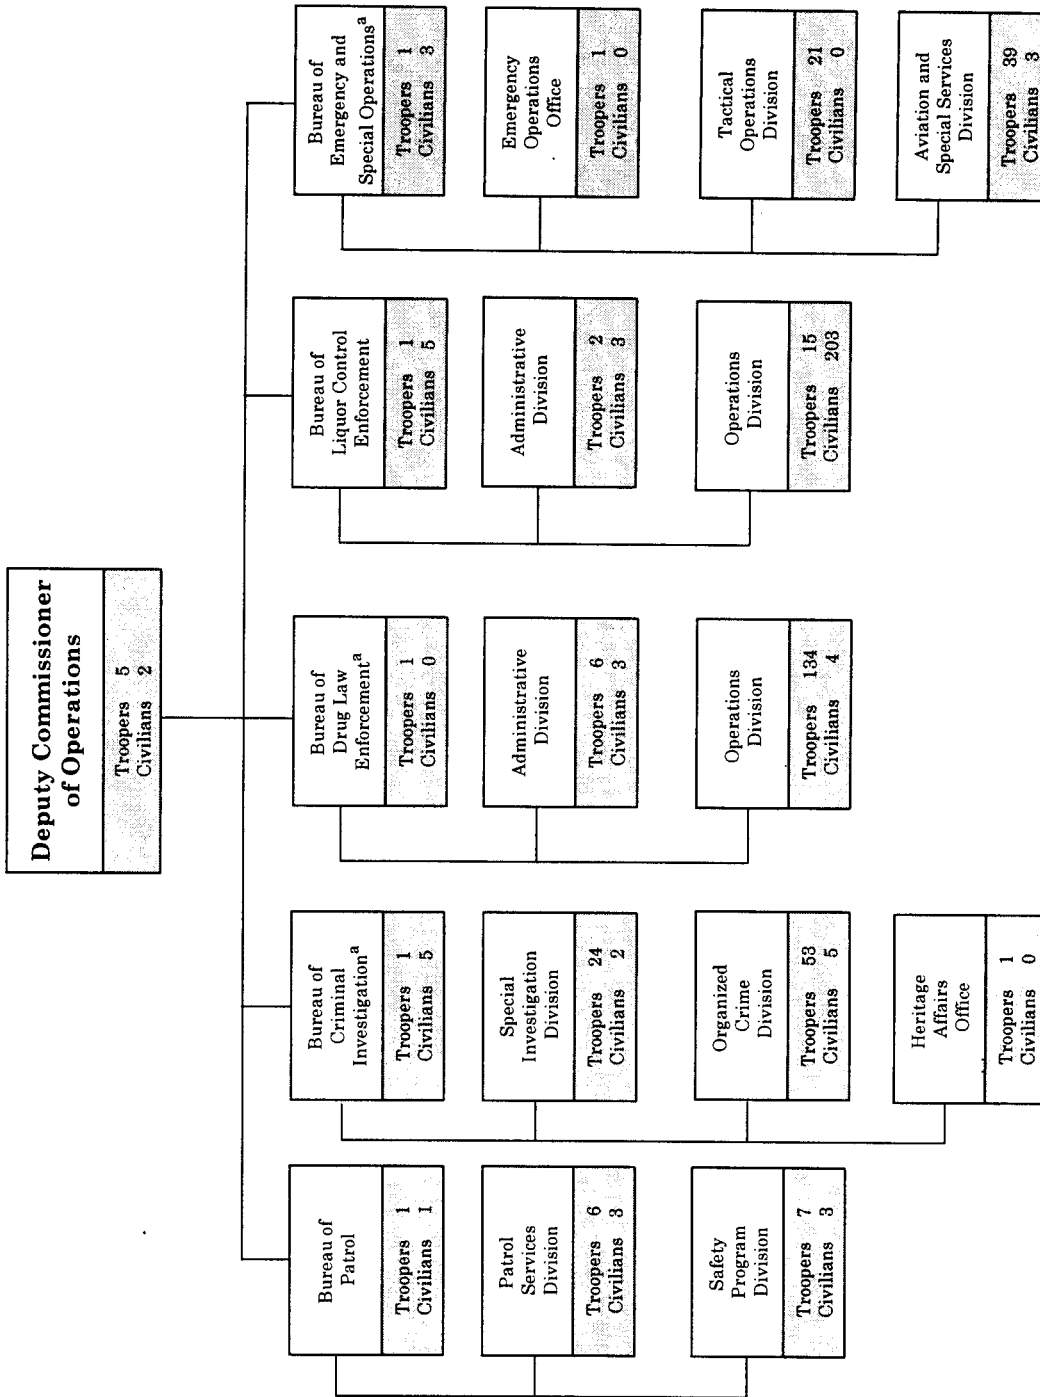 Deputy Commissioner
of Operations
Troopers 5
Civilians 2
Bureau of
Patrol
Troopers 1
Civilians 1
Patrol
Services
Division
Troopers 6
Civilians 3
Safety
Program
Division
Troopers 7
Civilians 3
Bureau of
Criminal
Investigationᵃ
Troopers 1
Civilians 5
Special
Investigation
Division
Troopers 24
Civilians 2
Organized
Crime
Division
Troopers 53
Civilians 5
Heritage
Affairs
Office
Troopers 1
Civilians 0
Bureau of
Drug Law
Enforcementᵃ
Troopers 1
Civilians 0
Administrative
Division
Troopers 6
Civilians 3
Operations
Division
Troopers 134
Civilians 4
Bureau of
Liquor Control
Enforcement
Troopers 1
Civilians 5
Administrative
Division
Troopers 2
Civilians 3
Operations
Division
Troopers 15
Civilians 203
Bureau of
Emergency and
Special Operationsᵃ
Troopers 1
Civilians 3
Emergency
Operations
Office
Troopers 1
Civilians 0
Tactical
Operations
Division
Troopers 21
Civilians 0
Aviation and
Special Services
Division
Troopers 39
Civilians 3